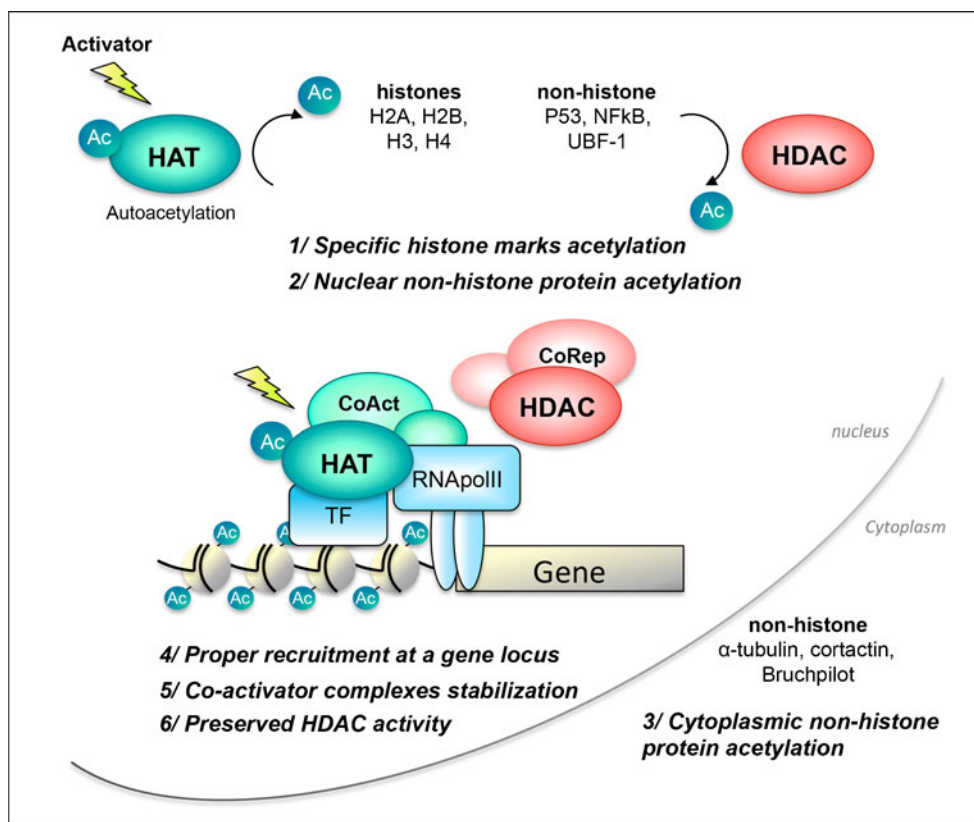 Activator
Ac
Ac
HAT
Autoacetylation
histones
H2A, H2B,
H3, H4
non-histone
P53, NFkB,
UBF-1
HDAC
Ac
1/ Specific histone marks acetylation
2/ Nuclear non-histone protein acetylation
CoRep
HDAC
CoAct
Ac
HAT
RNApolII
TF
nucleus
Cytoplasm
Ac
Ac
Ac
Ac
Ac
Ac
Ac
Ac
Gene
non-histone
α-tubulin, cortactin,
Bruchpilot
4/ Proper recruitment at a gene locus
5/ Co-activator complexes stabilization
6/ Preserved HDAC activity
3/ Cytoplasmic non-histone
protein acetylation